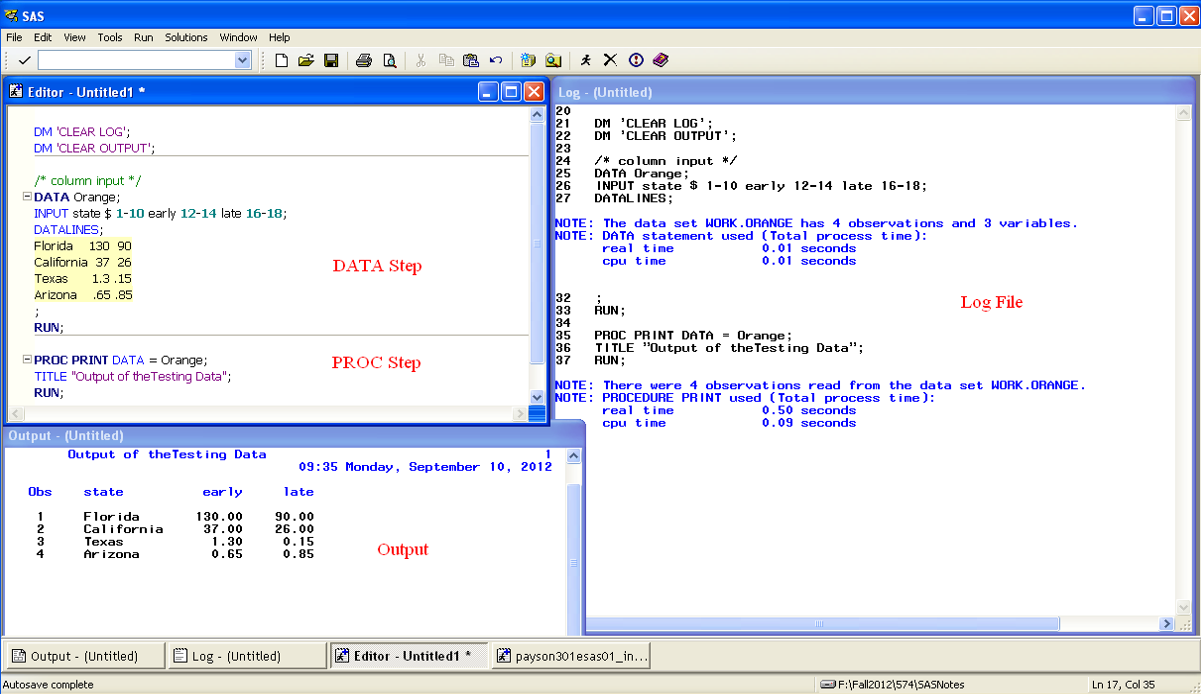 SAS
File Edit View Tools Run Solutions Window Help
Editor - Untitled1 *
DM 'CLEAR LOG';
DM 'CLEAR OUTPUT';
/* column input */
DATA Orange;
INPUT state $ 1-10 early 12-14 late 16-18;
DATALINES;
Florida 130 90
California 37 26
Texas 1.3 .15
Arizona .65 .85
;
RUN;
DATA Step
PROC PRINT DATA = Orange;
TITLE "Output of theTesting Data";
RUN;
PROC Step
Log - (Untitled)
20
21 DM 'CLEAR LOG';
22 DM 'CLEAR OUTPUT';
23
24 /* column input */
25 DATA Orange;
26 INPUT state $ 1-10 early 12-14 late 16-18;
27 DATALINES;
NOTE: The data set WORK.ORANGE has 4 observations and 3 variables.
NOTE: DATA statement used (Total process time):
real time 0.01 seconds
cpu time 0.01 seconds
32 ;
33 RUN;
34
35 PROC PRINT DATA = Orange;
36 TITLE "Output of theTesting Data";
37 RUN;
NOTE: There were 4 observations read from the data set WORK.ORANGE.
NOTE: PROCEDURE PRINT used (Total process time):
real time 0.50 seconds
cpu time 0.09 seconds
Log File
Output - (Untitled)
Output of theTesting Data 1
09:35 Monday, September 10, 2012
Obs state early late
1 Florida 130.00 90.00
2 California 37.00 26.00
3 Texas 1.30 0.15
4 Arizona 0.65 0.85
Output
Output - (Untitled) Log - (Untitled) Editor - Untitled1 * payson301esas01_in...
Autosave complete F:\Fall2012\574\SASNotes Ln 17, Col 35